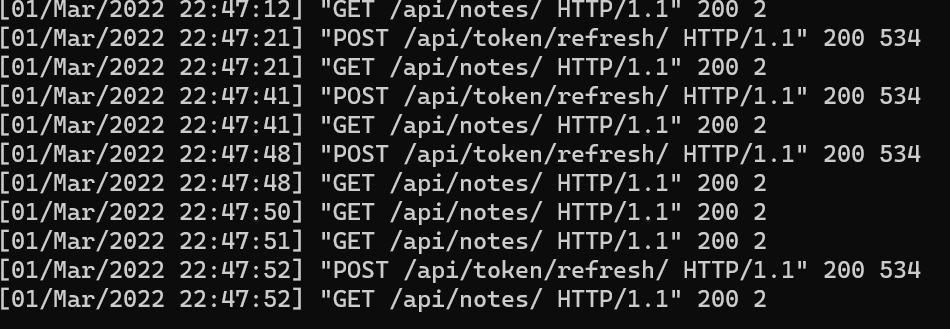 [01/Mar/2022 22:47:12] "GET /api/notes/ HTTP/1.1" 200 2
[01/Mar/2022 22:47:21] "POST /api/token/refresh/ HTTP/1.1" 200 534
[01/Mar/2022 22:47:21] "GET /api/notes/ HTTP/1.1" 200 2
[01/Mar/2022 22:47:41] "POST /api/token/refresh/ HTTP/1.1" 200 534
[01/Mar/2022 22:47:41] "GET /api/notes/ HTTP/1.1" 200 2
[01/Mar/2022 22:47:48] "POST /api/token/refresh/ HTTP/1.1" 200 534
[01/Mar/2022 22:47:48] "GET /api/notes/ HTTP/1.1" 200 2
[01/Mar/2022 22:47:50] "GET /api/notes/ HTTP/1.1" 200 2
[01/Mar/2022 22:47:51] "GET /api/notes/ HTTP/1.1" 200 2
[01/Mar/2022 22:47:52] "POST /api/token/refresh/ HTTP/1.1" 200 534
[01/Mar/2022 22:47:52] "GET /api/notes/ HTTP/1.1" 200 2